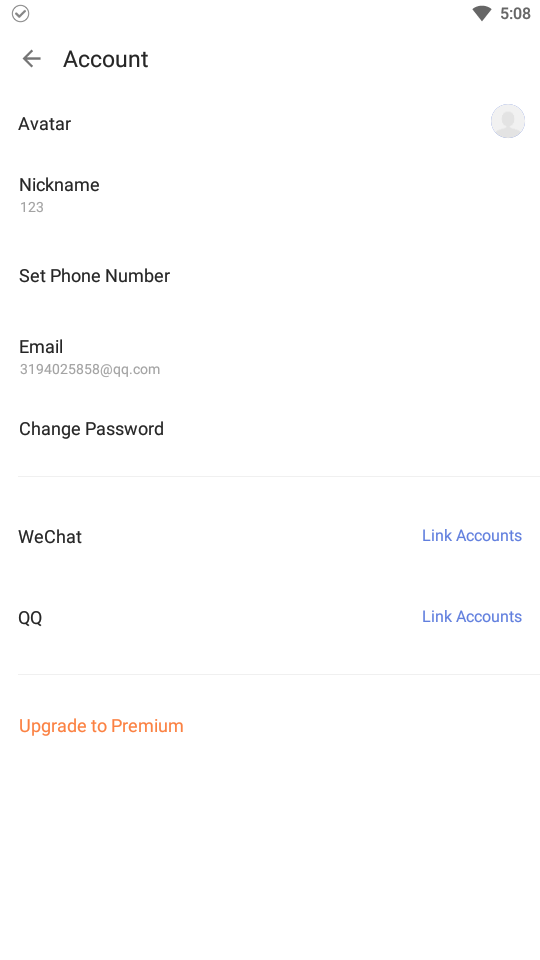 5:08
Account
Avatar
Nickname
123
Set Phone Number
Email
3194025858@qq.com
Change Password
WeChat Link Accounts
QQ Link Accounts
Upgrade to Premium